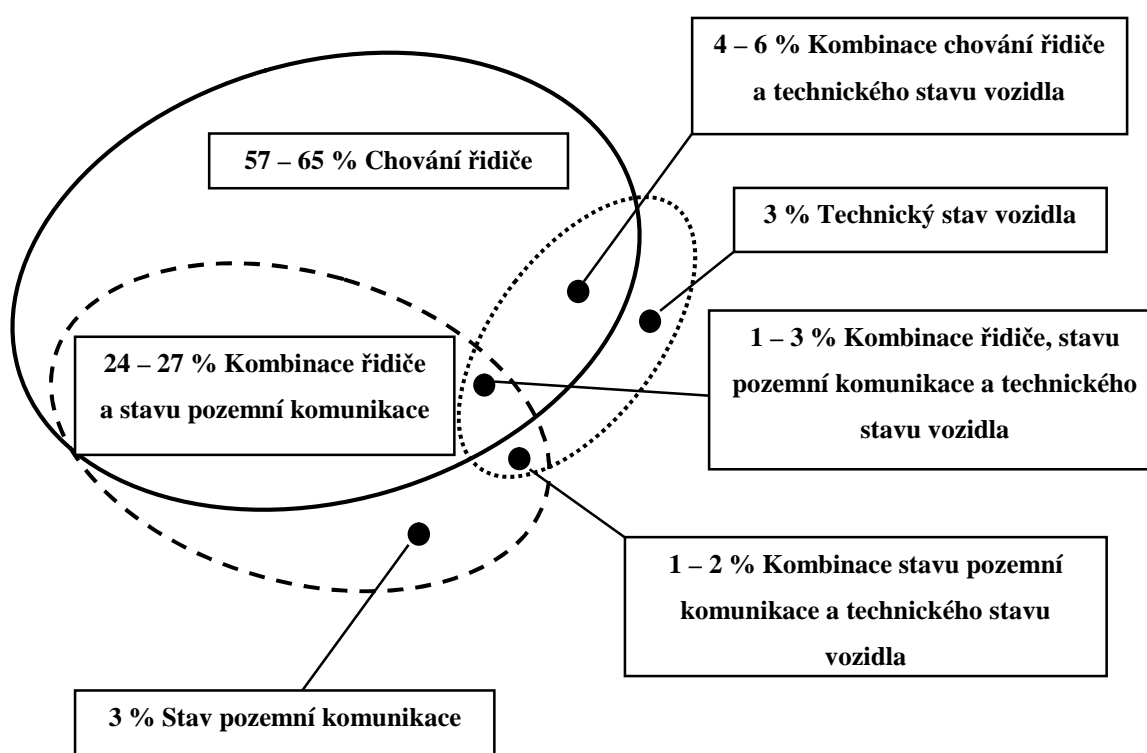 4 – 6 % Kombinace chování řidiče
a technického stavu vozidla
57 – 65 % Chování řidiče
3 % Technický stav vozidla
1 – 3 % Kombinace řidiče, stavu
pozemní komunikace a technického
stavu vozidla
24 – 27 % Kombinace řidiče
a stavu pozemní komunikace
1 – 2 % Kombinace stavu pozemní
komunikace a technického stavu
vozidla
3 % Stav pozemní komunikace